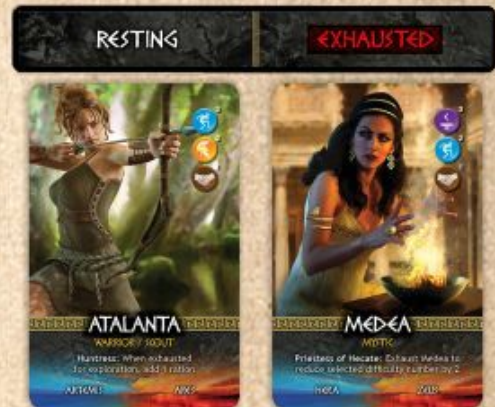 RESTING
EXHAUSTED
ATALANTA
WARRIOR / SCOUT
Huntress: When exhausted
for exploration, add 1 ration.
ARTEMIS ARES
MEDEA
MYSTIC
Priestess of Hecate: Exhaust Medea to
reduce selected difficulty number by 2
HERA ZEUS